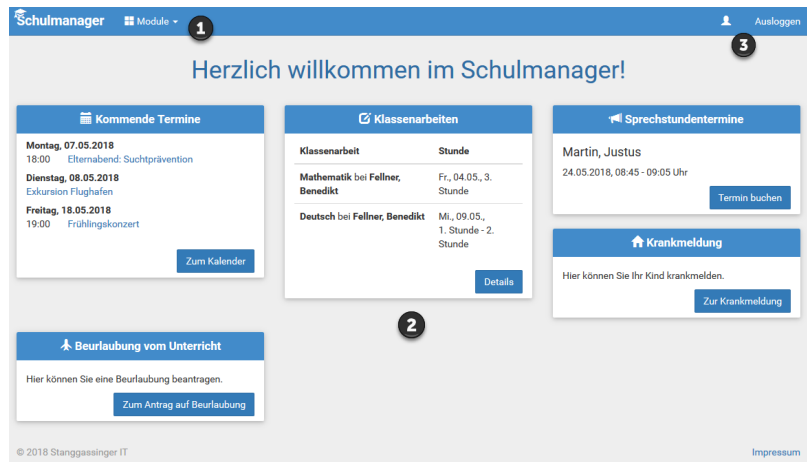 Schulmanager Module 1 Ausloggen
3
Herzlich willkommen im Schulmanager!
Kommende Termine
Montag, 07.05.2018
18:00 Elternabend: Suchtprävention
Dienstag, 08.05.2018
Exkursion Flughafen
Freitag, 18.05.2018
19:00 Frühlingskonzert
Zum Kalender
Klassenarbeiten
Klassenarbeit Stunde
Mathematik bei Fellner, Fr., 04.05., 3.
Benedikt Stunde
Deutsch bei Fellner, Benedikt Mi., 09.05.,
1. Stunde - 2.
Stunde
Details
Sprechstundentermine
Martin, Justus
24.05.2018, 08:45 - 09:05 Uhr
Termin buchen
Krankmeldung
Hier können Sie Ihr Kind krankmelden.
Zur Krankmeldung
2
Beurlaubung vom Unterricht
Hier können Sie eine Beurlaubung beantragen.
Zum Antrag auf Beurlaubung
© 2018 Stanggassinger IT Impressum